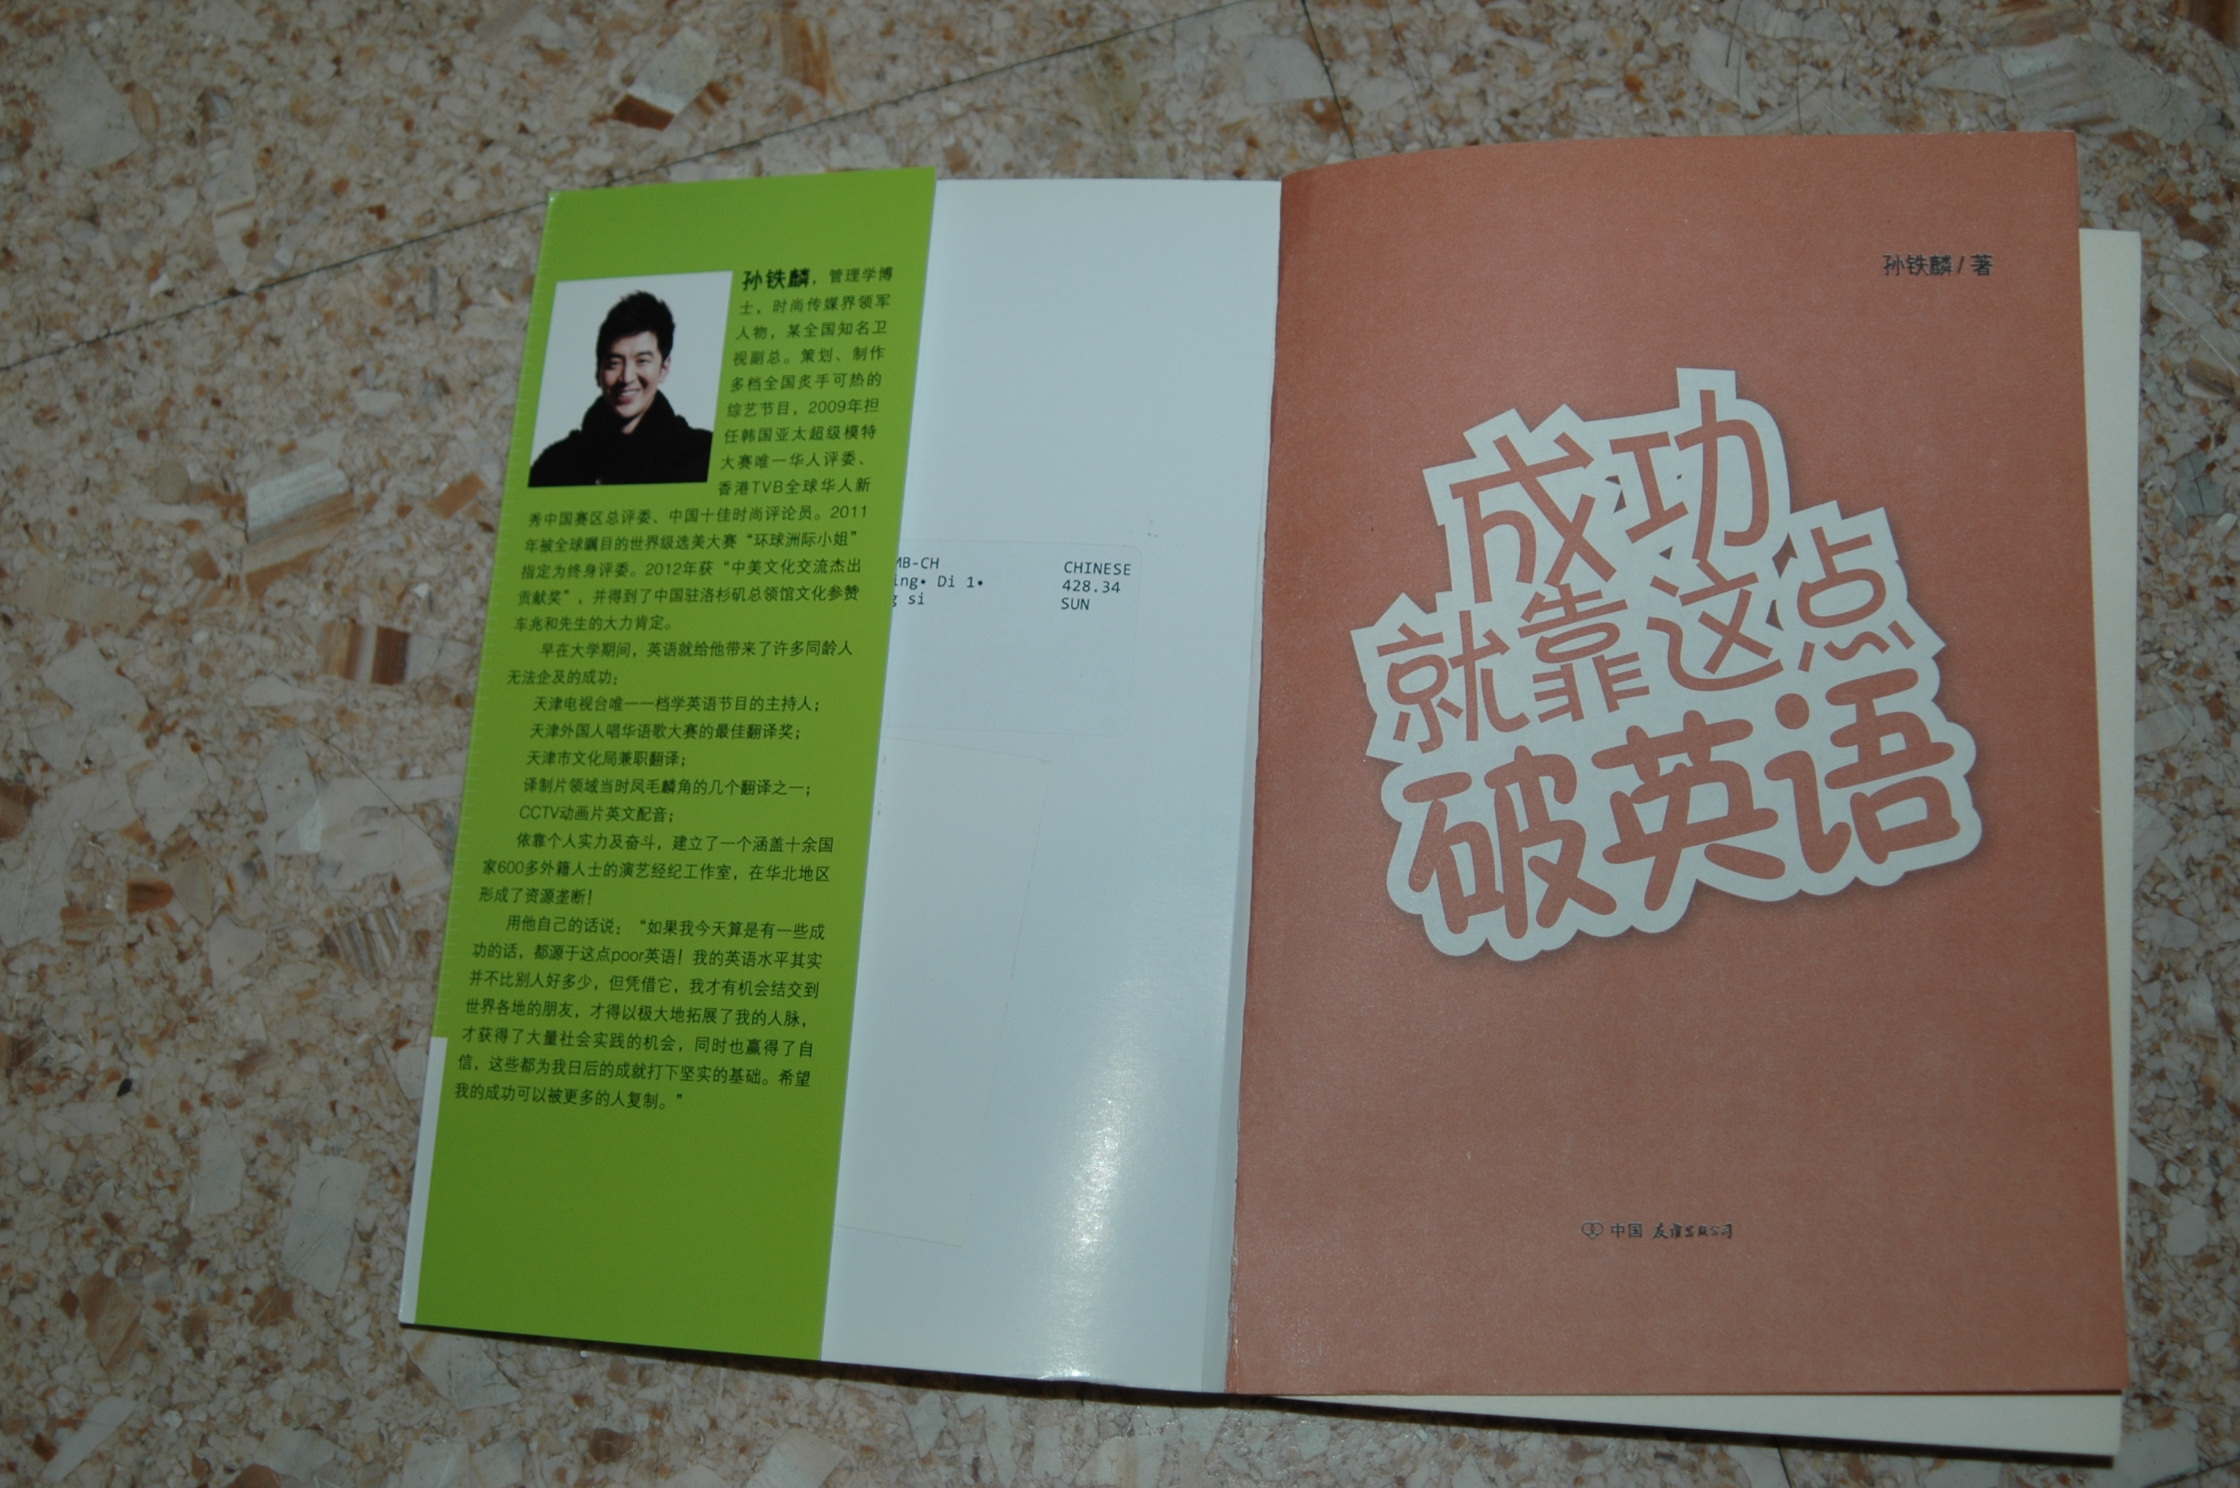 孙铁麟，管理学博
士，时尚传媒界领军
人物，某全国知名卫
视副总。策划、制作
多档全国炙手可热的
综艺节目，2009年担
任韩国亚太超级模特
大赛唯一华人评委、
香港TVB全球华人新
秀中国赛区总评委、中国十佳时尚评论员。2011
年被全球瞩目的世界级选美大赛“环球洲际小姐”
指定为终身评委。2012年获“中美文化交流杰出
贡献奖”，并得到了中国驻洛杉矶总领馆文化参赞
车兆和先生的大力肯定。
早在大学期间，英语就给他带来了许多同龄人
无法企及的成功：
天津电视台唯一一档学英语节目的主持人；
天津外国人唱华语歌大赛的最佳翻译奖；
天津市文化局兼职翻译；
译制片领域当时凤毛麟角的几个翻译之一；
CCTV动画片英文配音；
依靠个人实力及奋斗，建立了一个涵盖十余国
家600多外籍人士的演艺经纪工作室，在华北地区
形成了资源垄断！
用他自己的话说：“如果我今天算是有一些成
功的话，都源于这点poor英语！我的英语水平其实
并不比别人好多少，但凭借它，我才有机会结交到
世界各地的朋友，才得以极大地拓展了我的人脉，
才获得了大量社会实践的机会，同时也赢得了自
信，这些都为我日后的成就打下坚实的基础。希望
我的成功可以被更多的人复制。”
MB-CH CHINESE
ing• Di 1• 428.34
g si SUN
孙铁麟/著
成功
就靠这点
破英语
中国友谊出版公司